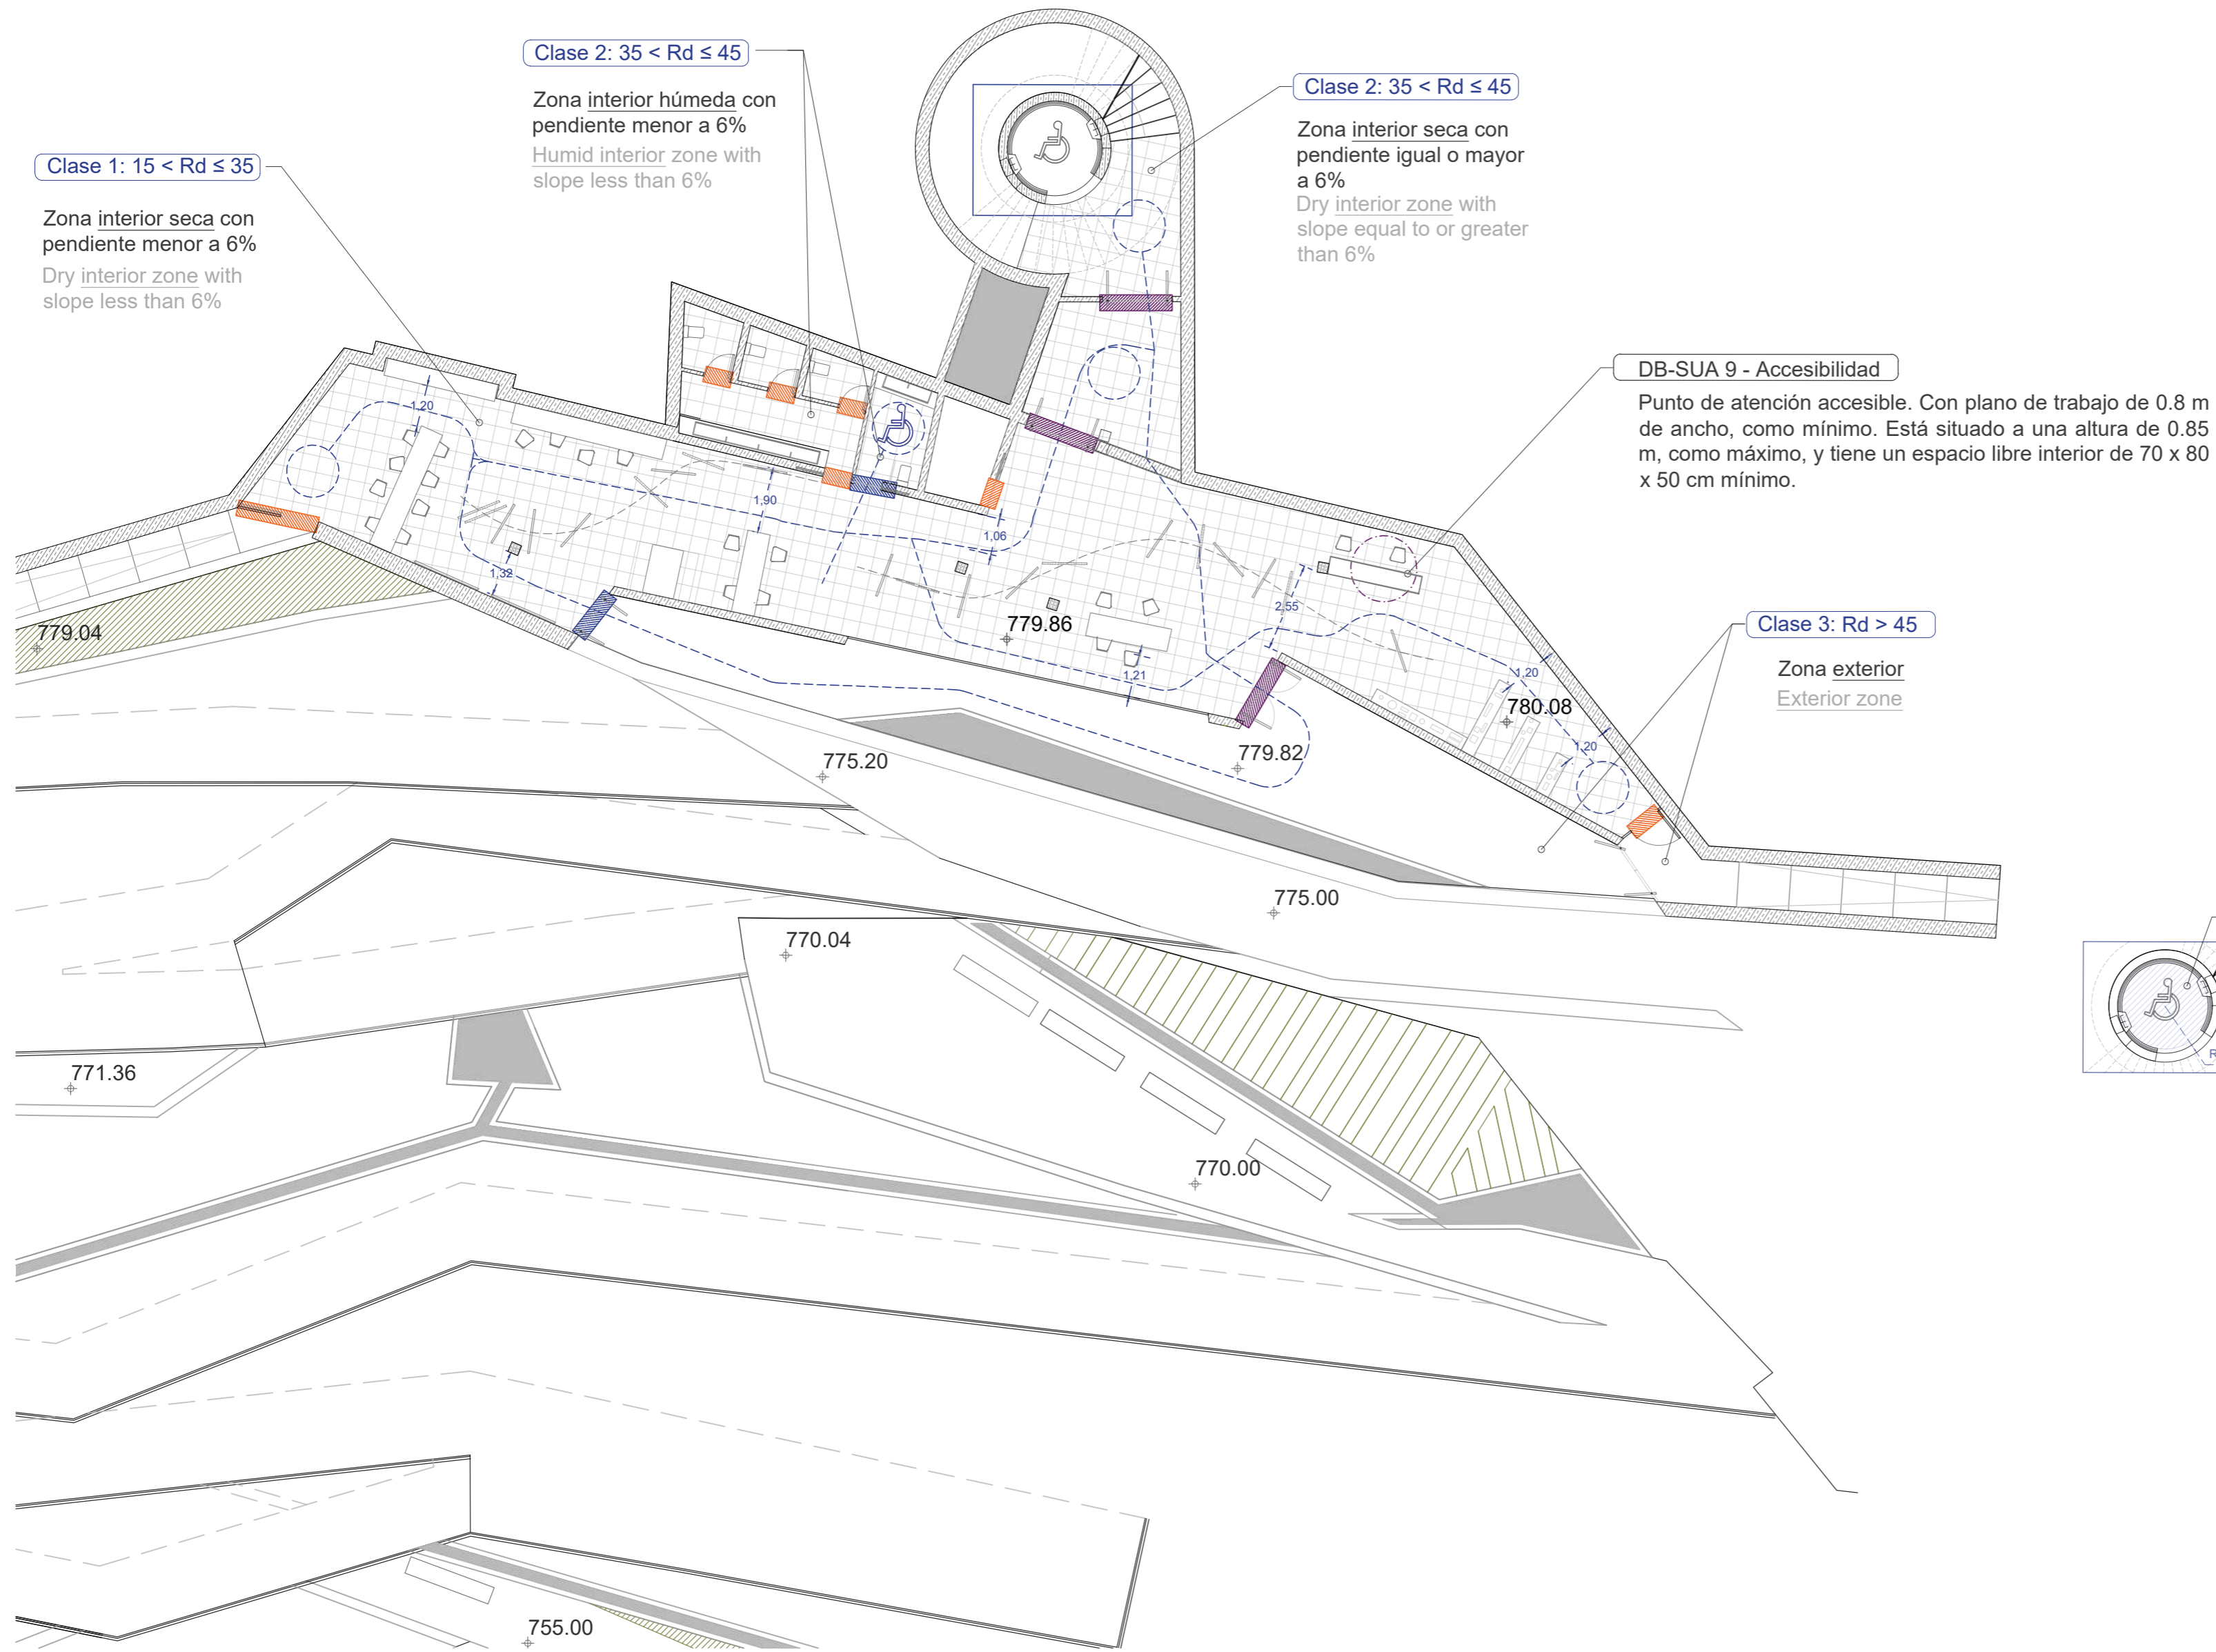 Clase 1: 15 < Rd ≤ 35
Zona interior seca con
pendiente menor a 6%
Dry interior zone with
slope less than 6%
Clase 2: 35 < Rd ≤ 45
Zona interior húmeda con
pendiente menor a 6%
Humid interior zone with
slope less than 6%
Clase 2: 35 < Rd ≤ 45
Zona interior seca con
pendiente igual o mayor
a 6%
Dry interior zone with
slope equal to or greater
than 6%
DB-SUA 9 - Accesibilidad
Punto de atención accesible. Con plano de trabajo de 0.8 m
de ancho, como mínimo. Está situado a una altura de 0.85
m, como máximo, y tiene un espacio libre interior de 70 x 80
x 50 cm mínimo.
Clase 3: Rd > 45
Zona exterior
Exterior zone
1,20
1,90
1,06
1,32
2,55
779.86
779.04
1,21
1,20
780.08
1,20
779.82
775.20
775.00
770.04
771.36
R
770.00
755.00